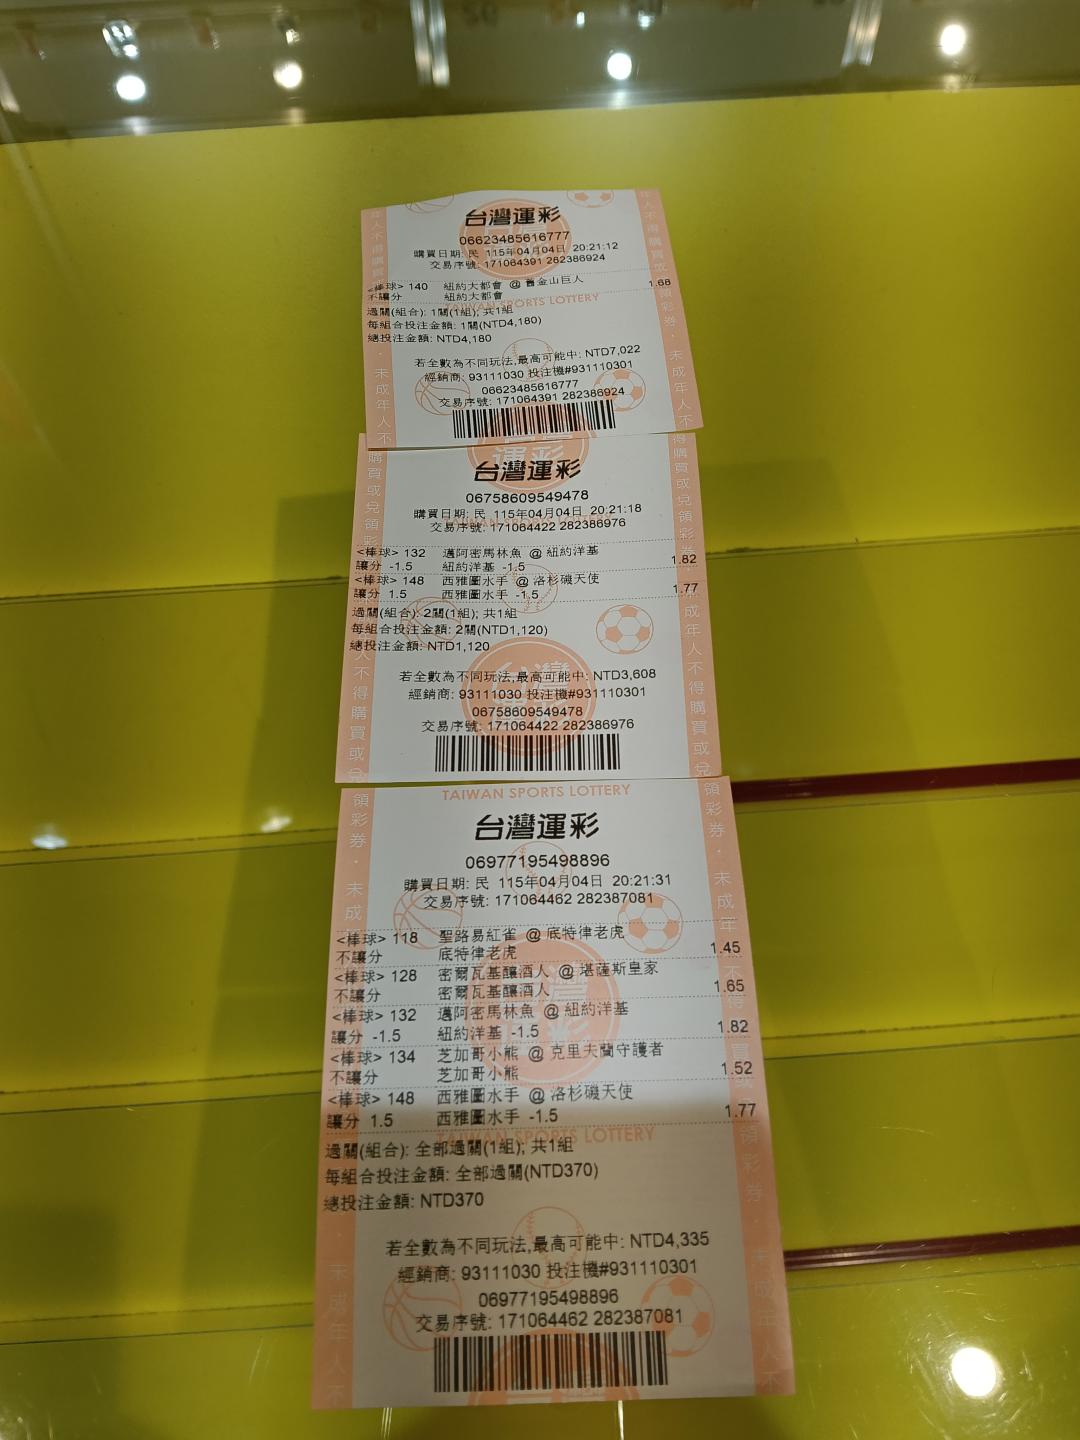 台灣運彩
06623485616777
購買日期: 民 115年04月04日 20:21:12
交易序號: 171064391 282386924
<棒球> 140 紐約大都會 @ 舊金山巨人
不讓分 紐約大都會 1.68
TAIWAN SPORTS LOTTERY
過關(組合): 1關(1組); 共1組
每組合投注金額: 1關(NTD4,180)
總投注金額: NTD4,180
若全數為不同玩法,最高可能中: NTD7,022
經銷商: 93111030 投注機#931110301
06623485616777
交易序號: 171064391 282386924
台灣運彩
06758609549478
購買日期: 民 115年04月04日 20:21:18
交易序號: 171064422 282386976
<棒球> 132 邁阿密馬林魚 @ 紐約洋基
讓分 -1.5 紐約洋基 -1.5 1.82
<棒球> 148 西雅圖水手 @ 洛杉磯天使
讓分 1.5 西雅圖水手 -1.5 1.77
過關(組合): 2關(1組); 共1組
每組合投注金額: 2關(NTD1,120)
總投注金額: NTD1,120
若全數為不同玩法,最高可能中: NTD3,608
經銷商: 93111030 投注機#931110301
06758609549478
交易序號: 171064422 282386976
TAIWAN SPORTS LOTTERY
台灣運彩
06977195498896
購買日期: 民 115年04月04日 20:21:31
交易序號: 171064462 282387081
<棒球> 118 聖路易紅雀 @ 底特律老虎
不讓分 底特律老虎 1.45
<棒球> 128 密爾瓦基釀酒人 @ 堪薩斯皇家
不讓分 密爾瓦基釀酒人 1.65
<棒球> 132 邁阿密馬林魚 @ 紐約洋基
讓分 -1.5 紐約洋基 -1.5 1.82
<棒球> 134 芝加哥小熊 @ 克里夫蘭守護者
不讓分 芝加哥小熊 1.52
<棒球> 148 西雅圖水手 @ 洛杉磯天使
讓分 1.5 西雅圖水手 -1.5 1.77
TAIWAN SPORTS LOTTERY
過關(組合): 全部過關(1組); 共1組
每組合投注金額: 全部過關(NTD370)
總投注金額: NTD370
若全數為不同玩法,最高可能中: NTD4,335
經銷商: 93111030 投注機#931110301
06977195498896
交易序號: 171064462 282387081